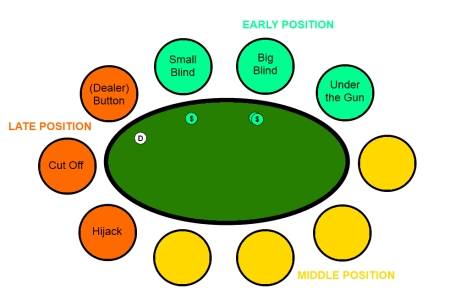 EARLY POSITION
Small
Blind
Big
Blind
(Dealer)
Button
Under
the Gun
LATE POSITION
D
$
$
Cut Off
Hijack
MIDDLE POSITION